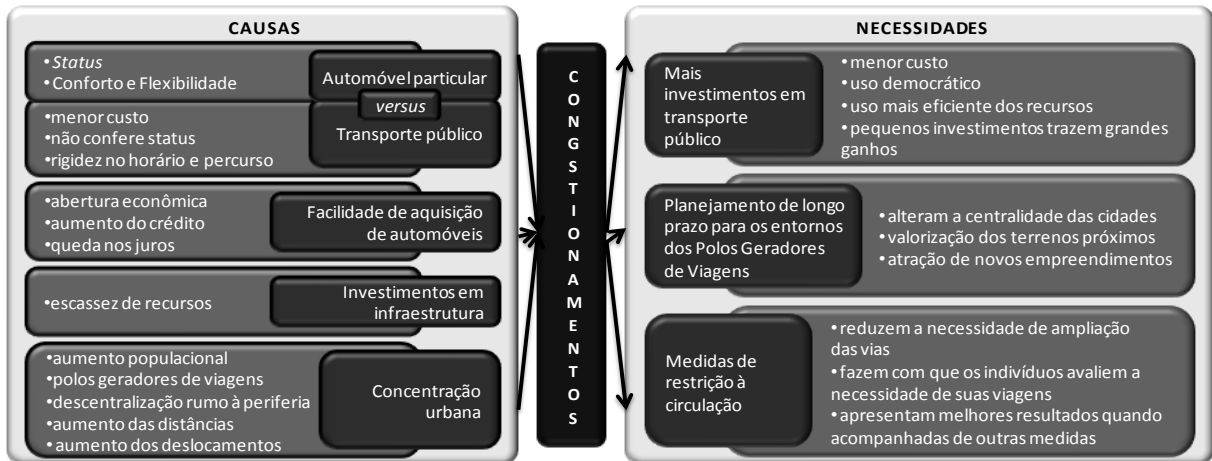 CAUSAS
•Status
•Conforto e Flexibilidade
Automóvel particular
versus
•menor custo
•não confere status
•rigidez no horário e percurso
Transporte público
•abertura econômica
•aumento do crédito
•queda nos juros
Facilidade de aquisição
de automóveis
•escassez de recursos
Investimentos em
infraestrutura
•aumento populacional
•polos geradores de viagens
•descentralização rumo à periferia
•aumento das distâncias
•aumento dos deslocamentos
Concentração
urbana
C
O
N
G
S
T
I
O
N
A
M
E
N
T
O
S
NECESSIDADES
Mais
investimentos em
transporte
público
•menor custo
•uso democrático
•uso mais eficiente dos recursos
•pequenos investimentos trazem grandes
ganhos
Planejamento de longo
prazo para os entornos
dos Polos Geradores
de Viagens
•alteram a centralidade das cidades
•valorização dos terrenos próximos
•atração de novos empreendimentos
Medidas de
restrição à
circulação
•reduzem a necessidade de ampliação
das vias
•fazem com que os indivíduos avaliem a
necessidade de suas viagens
•apresentam melhores resultados quando
acompanhadas de outras medidas